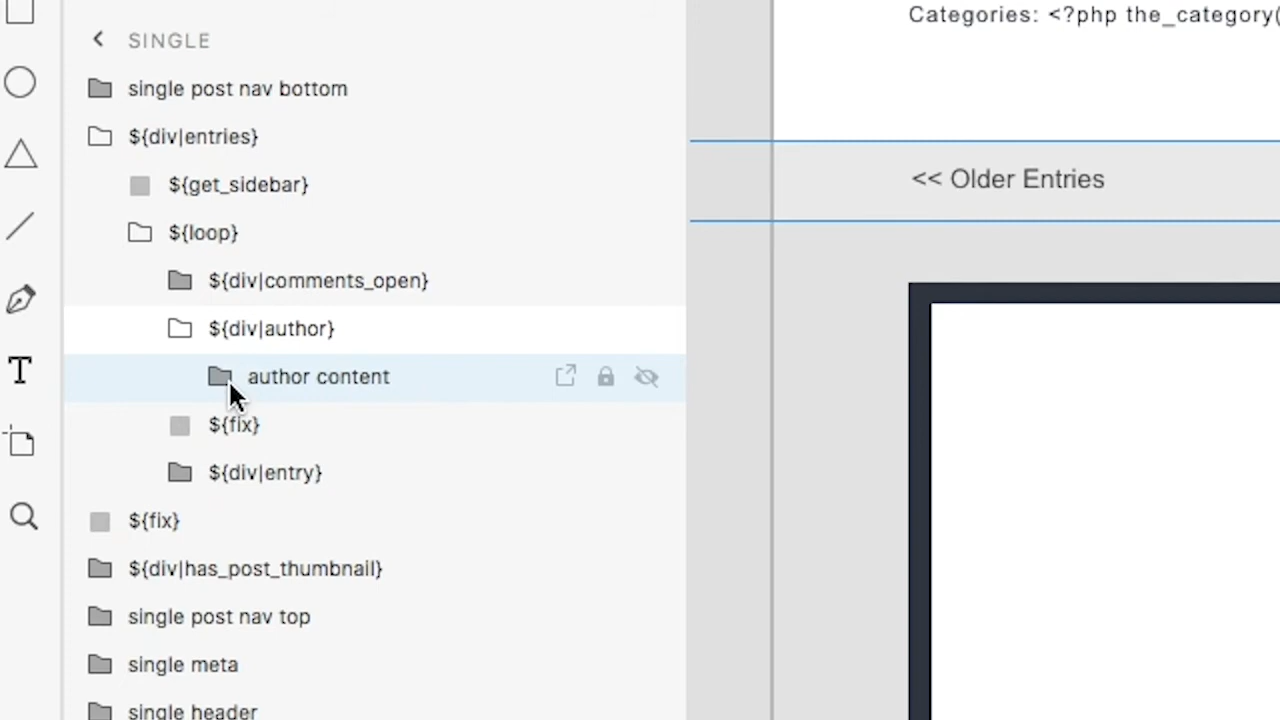 SINGLE
single post nav bottom
${div|entries}
${get_sidebar}
${loop}
${div|comments_open}
${div|author}
author content
${fix}
${div|entry}
${fix}
${div|has_post_thumbnail}
single post nav top
single meta
single header
Categories: <?php the_category(
<< Older Entries